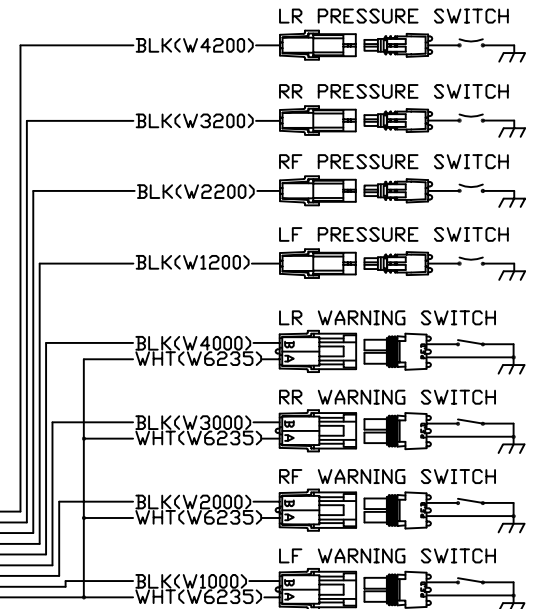 LR PRESSURE SWITCH
BLK(W4200)
RR PRESSURE SWITCH
BLK(W3200)
RF PRESSURE SWITCH
BLK(W2200)
LF PRESSURE SWITCH
BLK(W1200)
LR WARNING SWITCH
BLK(W4000) B
WHT(W6235) A
RR WARNING SWITCH
BLK(W3000) B
WHT(W6235) A
RF WARNING SWITCH
BLK(W2000) B
WHT(W6235) A
LF WARNING SWITCH
BLK(W1000) B
WHT(W6235) A